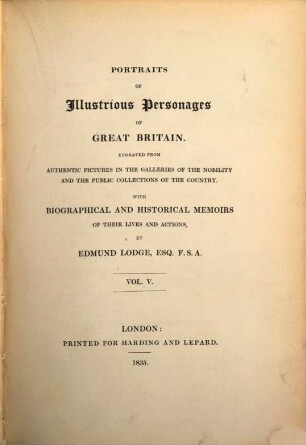 PORTRAITS
OF
Illustrious Personages
OF
GREAT BRITAIN.
ENGRAVED FROM
AUTHENTIC PICTURES IN THE GALLERIES OF THE NOBILITY
AND THE PUBLIC COLLECTIONS OF THE COUNTRY.
WITH
BIOGRAPHICAL AND HISTORICAL MEMOIRS
OF THEIR LIVES AND ACTIONS,
BY
EDMUND LODGE, ESQ. F. S. A.
VOL. V.
LONDON:
PRINTED FOR HARDING AND LEPARD.
1835.